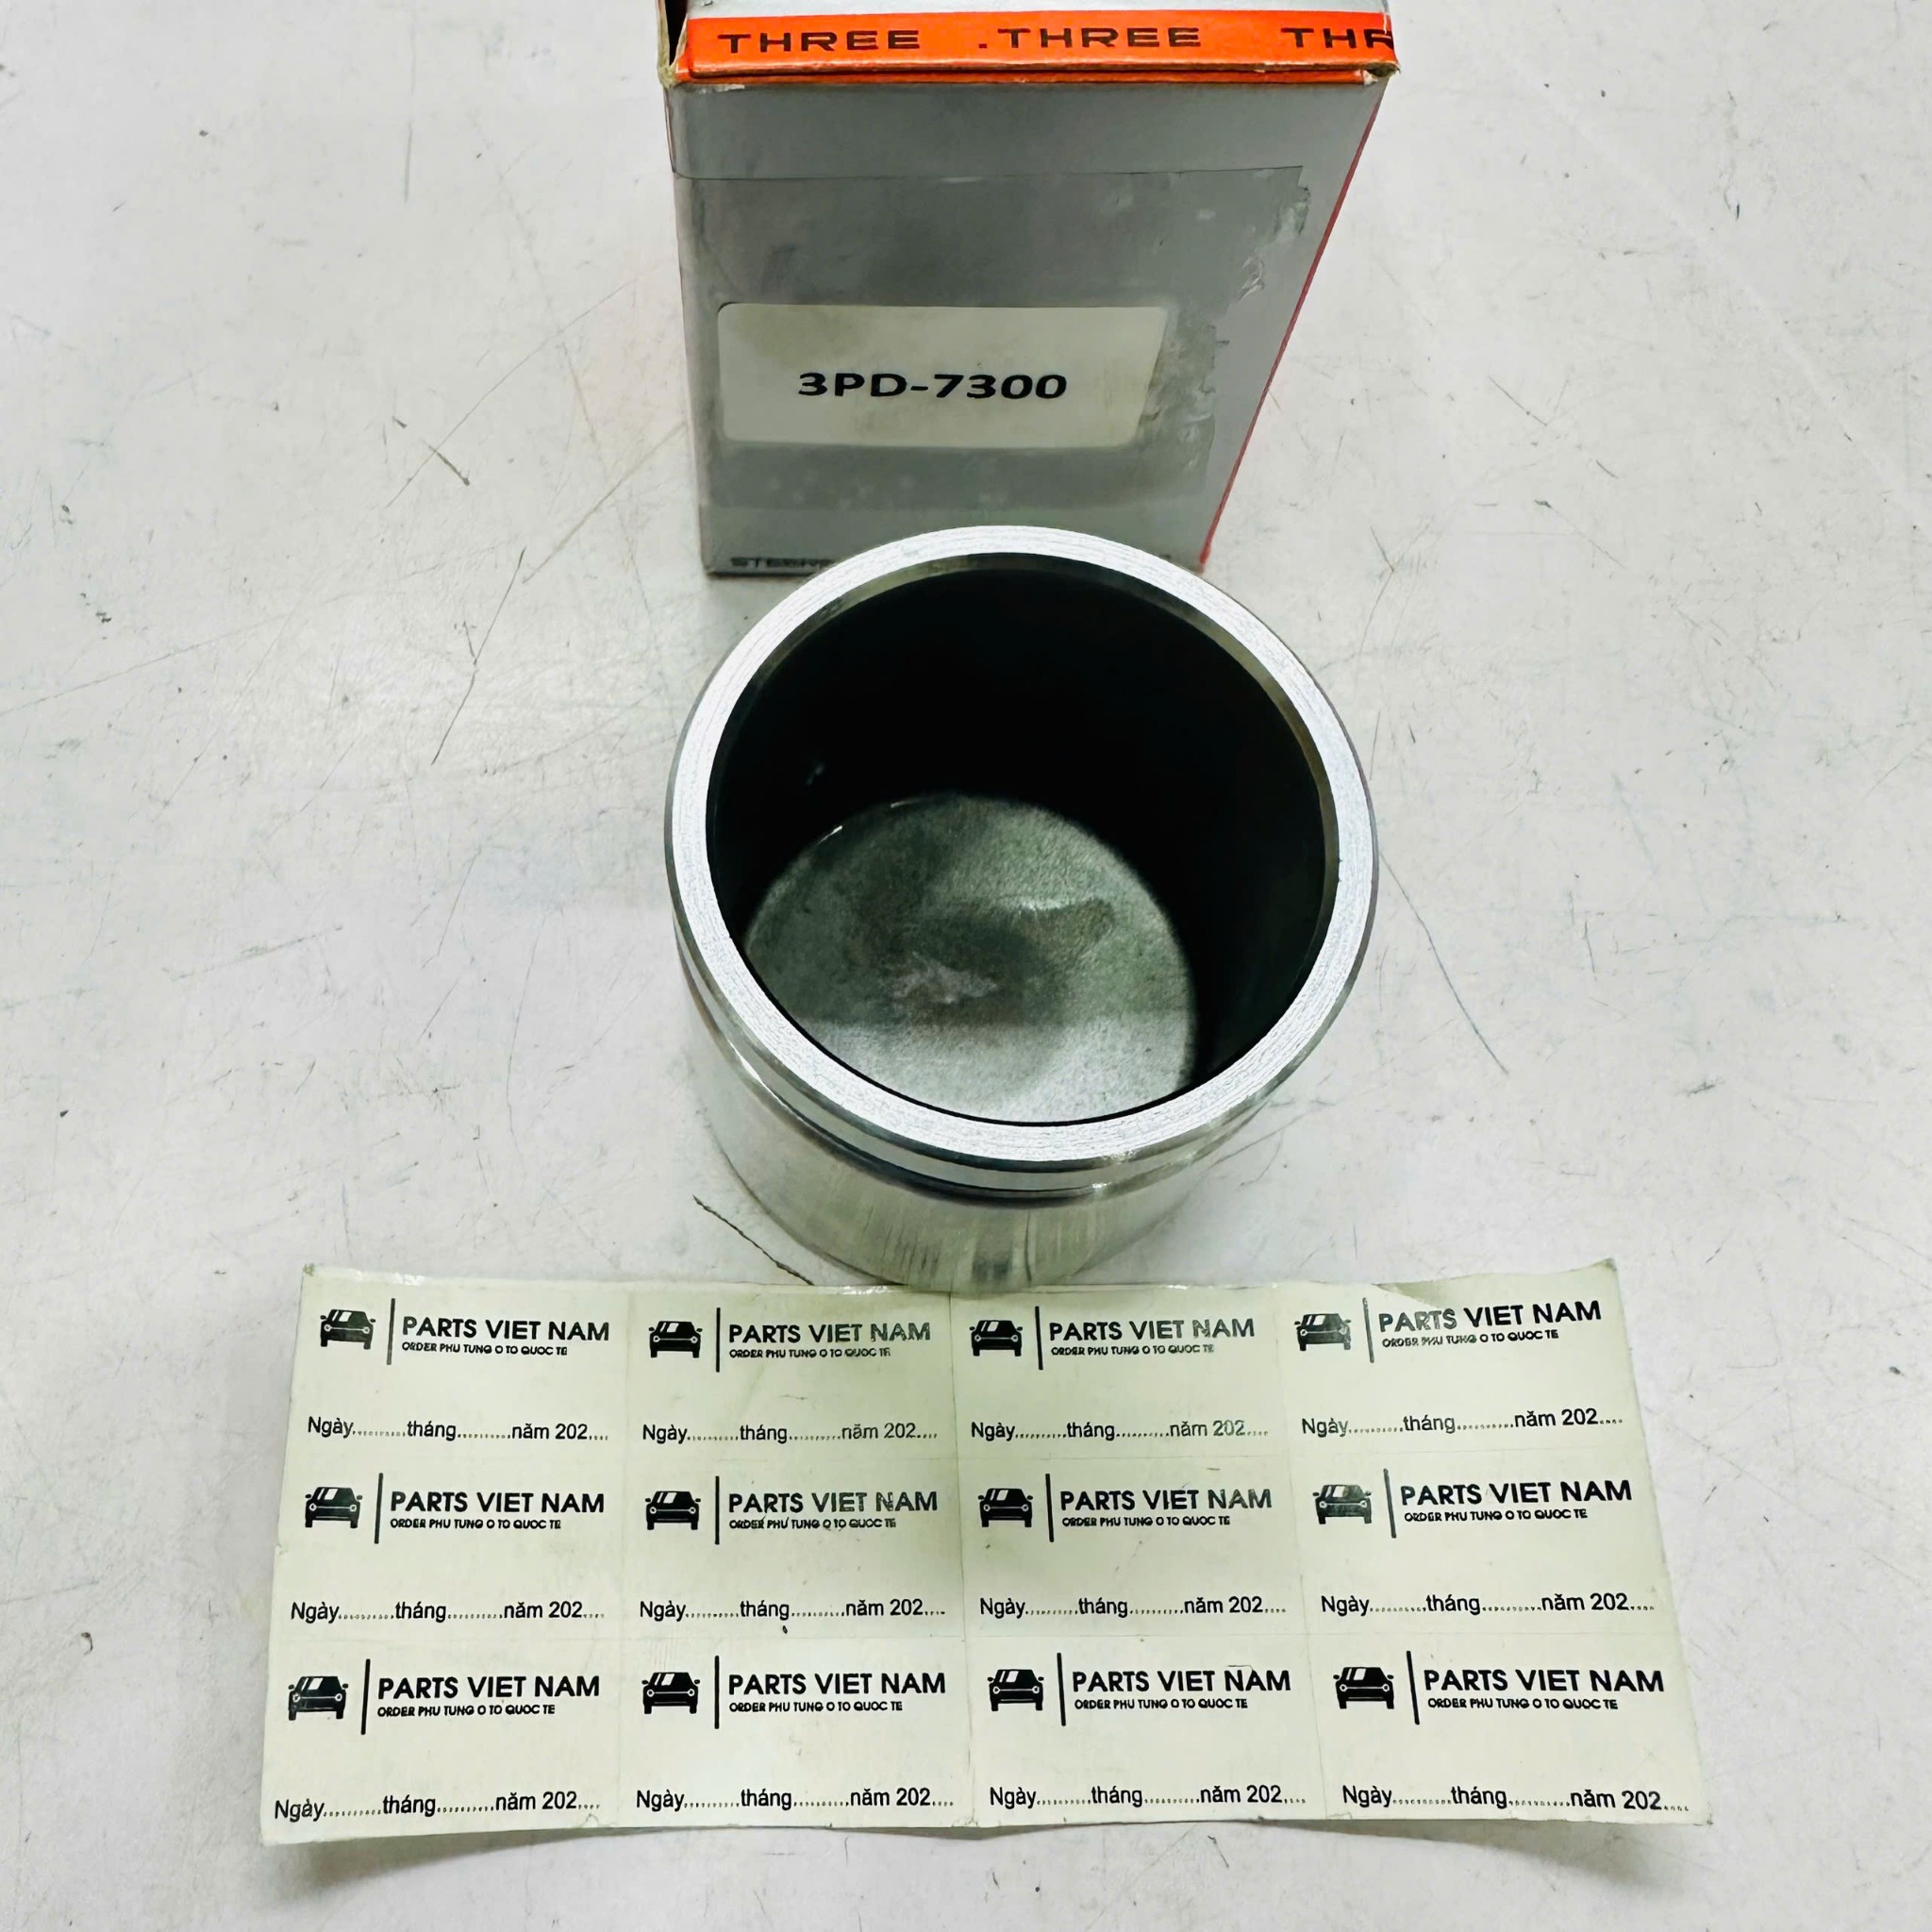 THREE .THREE THR
3PD-7300
PARTS VIET NAM PARTS VIET NAM PARTS VIET NAM PARTS VIET NAM
ORDER PHU TUNG O TO QUOC TE ORDER PHU TUNG O TO QUOC TE ORDER PHU TUNG O TO QUOC TE ORDER PHU TUNG O TO QUOC TE
Ngày..........tháng..........năm 202.... Ngày..........tháng..........năm 202.... Ngày..........tháng..........năm 202.... Ngày..........tháng..........năm 202....
PARTS VIET NAM PARTS VIET NAM PARTS VIET NAM PARTS VIET NAM
ORDER PHU TUNG O TO QUOC TE ORDER PHU TUNG O TO QUOC TE ORDER PHU TUNG O TO QUOC TE ORDER PHU TUNG O TO QUOC TE
Ngày..........tháng..........năm 202.... Ngày..........tháng..........năm 202.... Ngày..........tháng..........năm 202.... Ngày..........tháng..........năm 202....
PARTS VIET NAM PARTS VIET NAM PARTS VIET NAM PARTS VIET NAM
ORDER PHU TUNG O TO QUOC TE ORDER PHU TUNG O TO QUOC TE ORDER PHU TUNG O TO QUOC TE ORDER PHU TUNG O TO QUOC TE
Ngày..........tháng..........năm 202.... Ngày..........tháng..........năm 202.... Ngày..........tháng..........năm 202.... Ngày..........tháng..........năm 202....